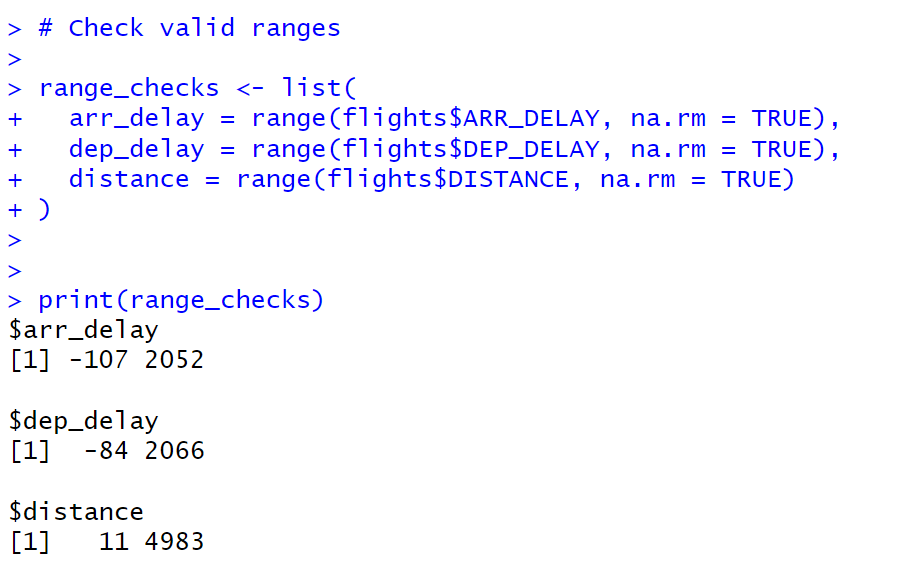 > # Check valid ranges
>
> range_checks <- list(
+   arr_delay = range(flights$ARR_DELAY, na.rm = TRUE),
+   dep_delay = range(flights$DEP_DELAY, na.rm = TRUE),
+   distance = range(flights$DISTANCE, na.rm = TRUE)
+ )
>
>
> print(range_checks)
$arr_delay
[1] -107 2052

$dep_delay
[1]  -84 2066

$distance
[1]   11 4983